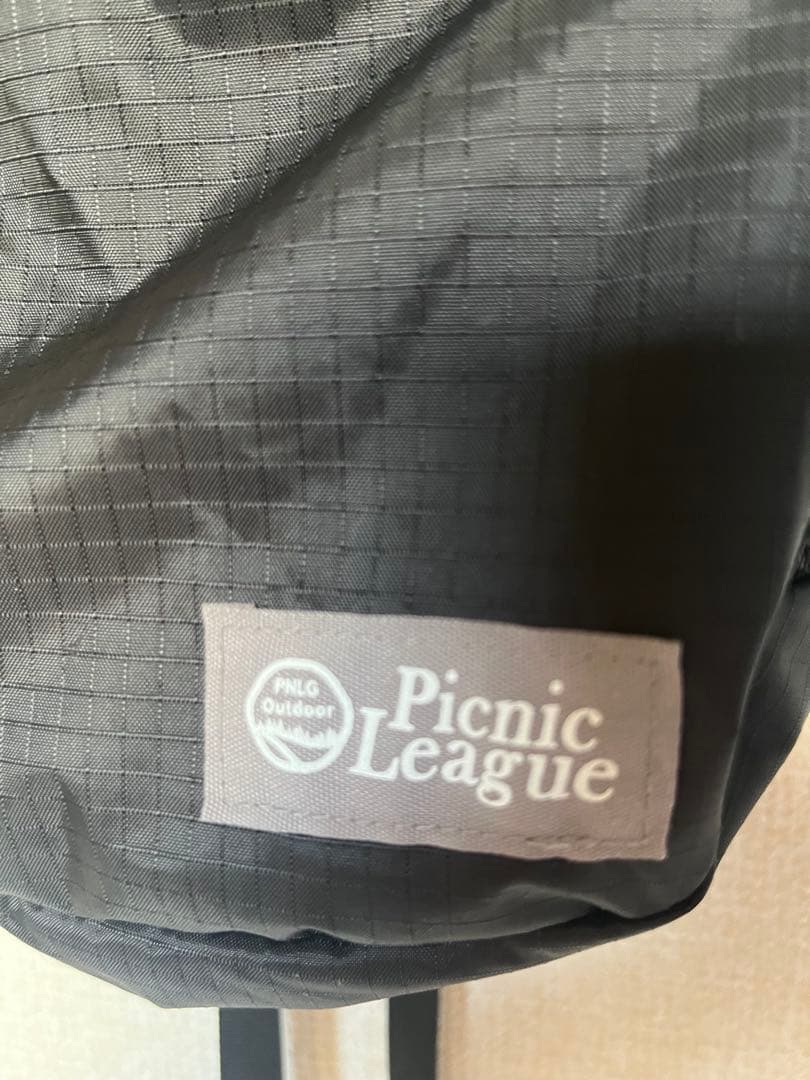 PNLG
Outdoor
Picnic
League